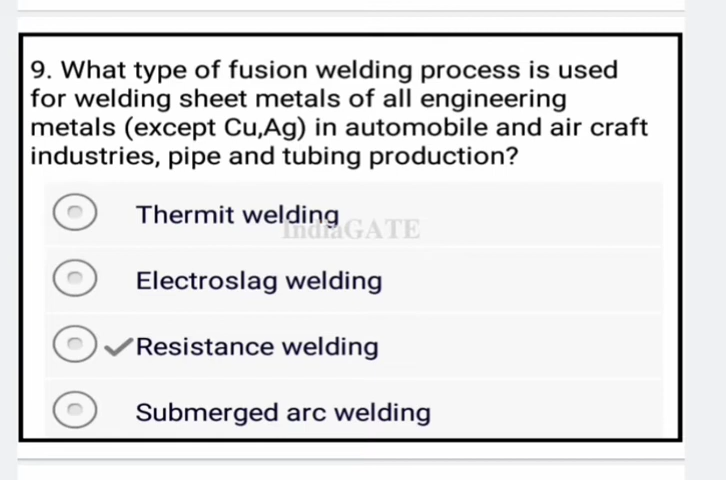 9. What type of fusion welding process is used
for welding sheet metals of all engineering
metals (except Cu,Ag) in automobile and air craft
industries, pipe and tubing production?
Thermit welding
IndiaGATE
Electroslag welding
Resistance welding
Submerged arc welding